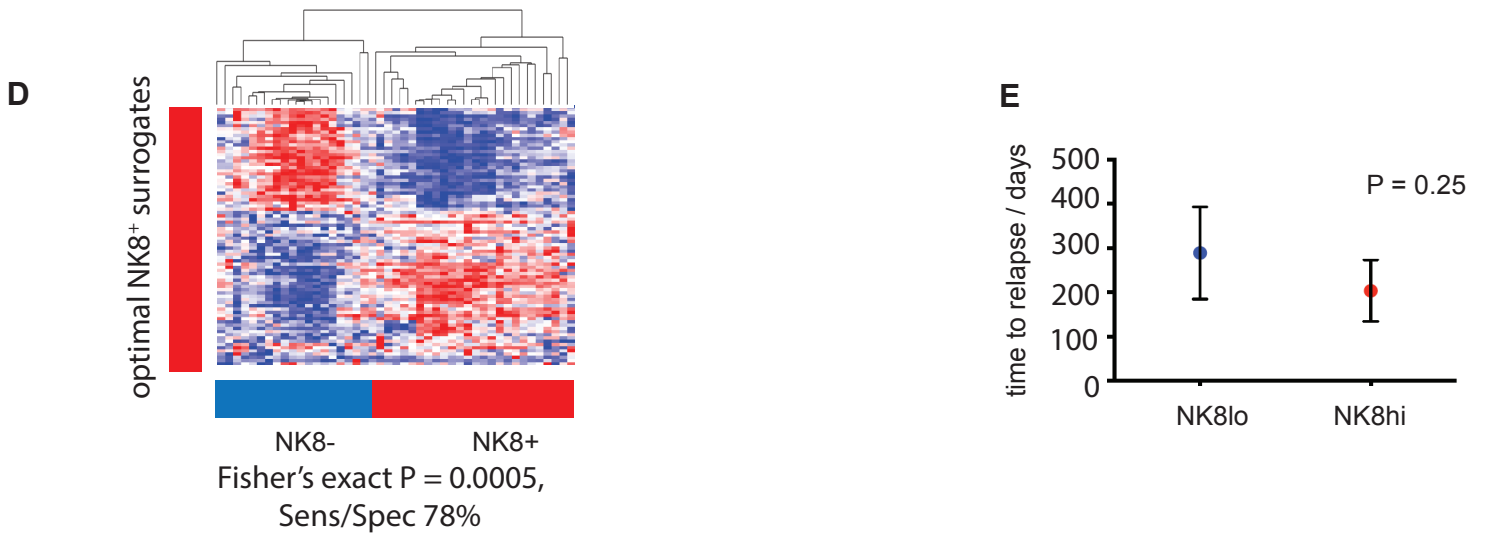 D
optimal NK8⁺ surrogates
NK8-
NK8+
Fisher’s exact P = 0.0005,
Sens/Spec 78%
E
time to relapse / days
500
400
300
200
100
0
P = 0.25
NK8lo
NK8hi